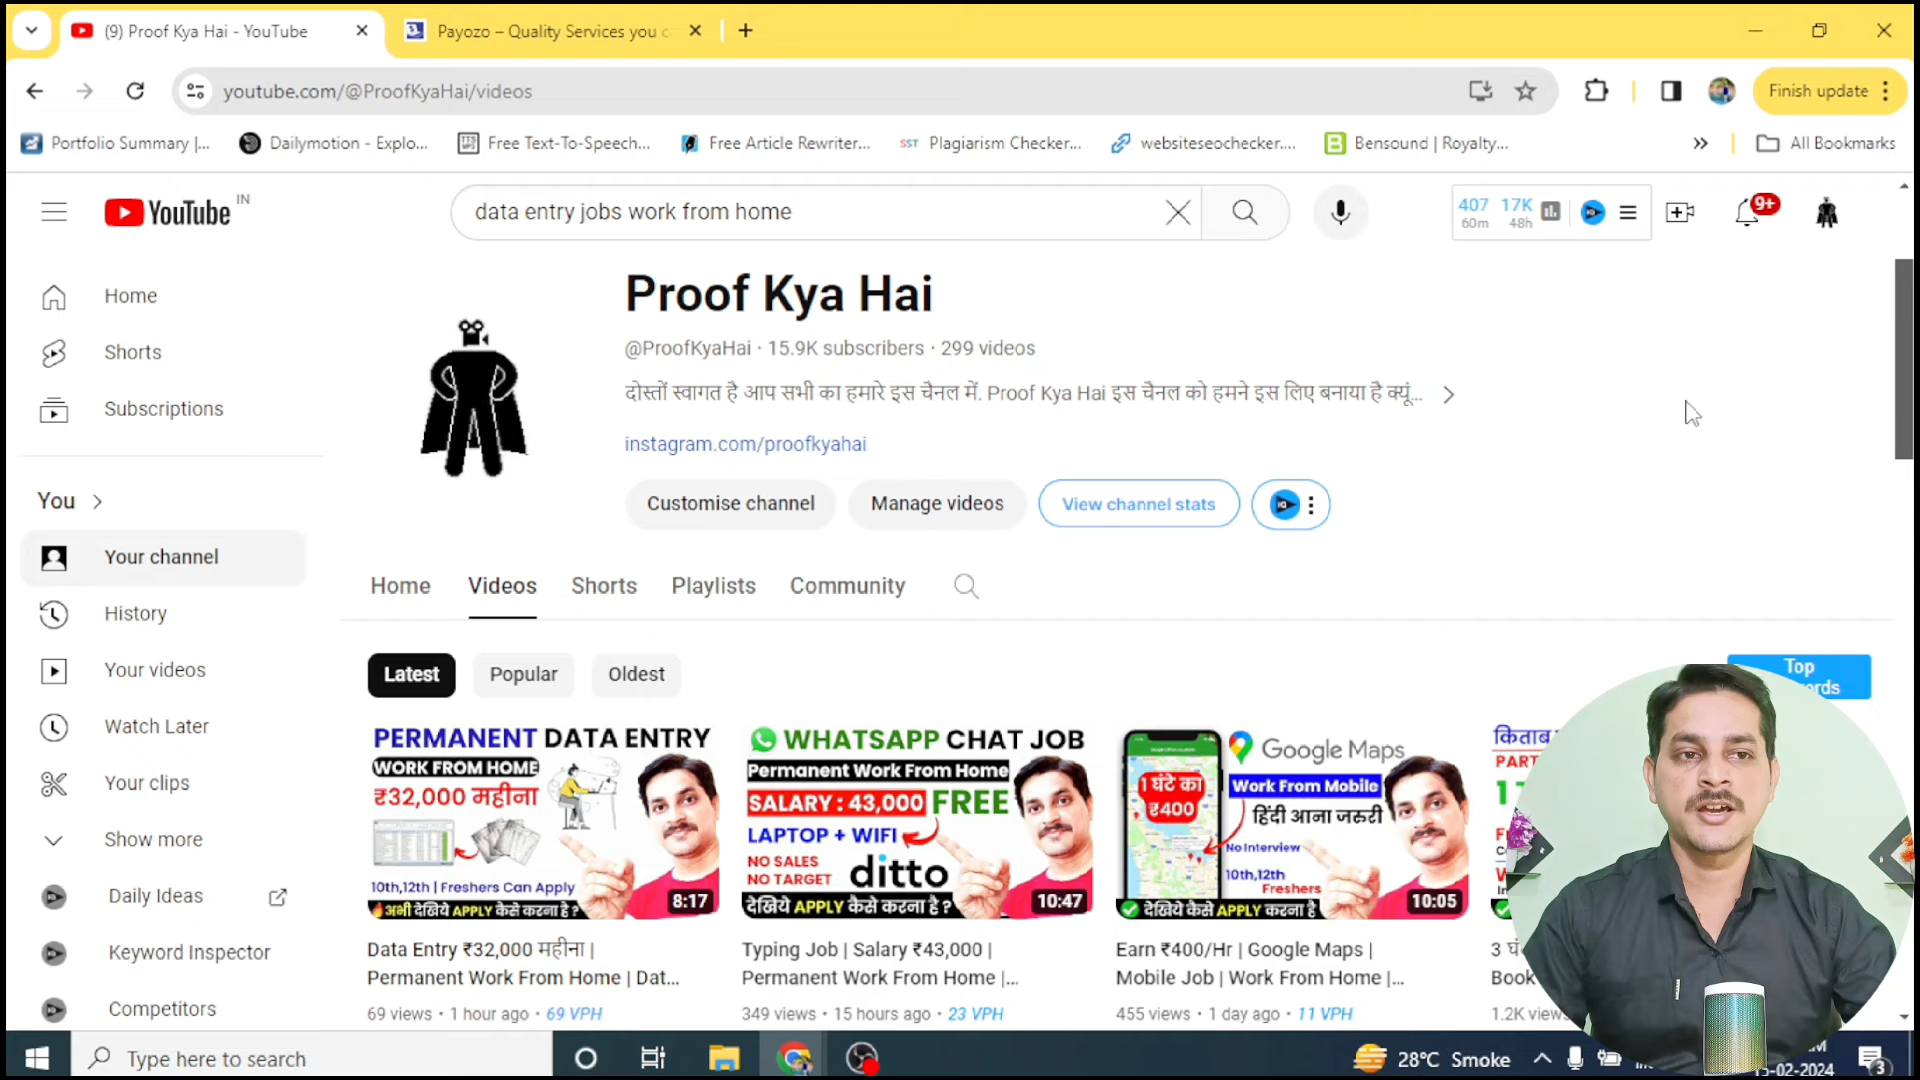 (9) Proof Kya Hai - YouTube
Payozo – Quality Services you c
youtube.com/@ProofKyaHai/videos
Finish update
Portfolio Summary |...
Dailymotion - Explo...
Free Text-To-Speech...
Free Article Rewriter...
SST Plagiarism Checker...
websiteseochecker....
Bensound | Royalty...
All Bookmarks
YouTube IN
data entry jobs work from home
407 17K
60m 48h
9+
Home
Shorts
Subscriptions
You
Your channel
History
Your videos
Watch Later
Your clips
Show more
Daily Ideas
Keyword Inspector
Competitors
Proof Kya Hai
@ProofKyaHai · 15.9K subscribers · 299 videos
दोस्तों स्वागत है आप सभी का हमारे इस चैनल में. Proof Kya Hai इस चैनल को हमने इस लिए बनाया है क्यूं...
instagram.com/proofkyahai
Customise channel
Manage videos
View channel stats
Home Videos Shorts Playlists Community
Latest Popular Oldest
Top
PERMANENT DATA ENTRY
WORK FROM HOME
₹32,000 महीना
10th,12th | Freshers Can Apply
अभी देखिये APPLY कैसे करना है ?
8:17
Data Entry ₹32,000 महीना |
Permanent Work From Home | Dat...
69 views · 1 hour ago · 69 VPH
WHATSAPP CHAT JOB
Permanent Work From Home
SALARY : 43,000 FREE
LAPTOP + WIFI
NO SALES
NO TARGET
ditto
देखिये APPLY कैसे करना है ?
10:47
Typing Job | Salary ₹43,000 |
Permanent Work From Home |...
349 views · 15 hours ago · 23 VPH
Google Maps
1 घंटे का
₹400
Work From Mobile
हिंदी आना जरुरी
No Interview
10th,12th
Freshers
देखिये कैसे APPLY करना है
10:05
Earn ₹400/Hr | Google Maps |
Mobile Job | Work From Home |...
455 views · 1 day ago · 11 VPH
किताब
PART
3 घं
Book
1.2K views
Type here to search
28°C Smoke
-02-2024
3